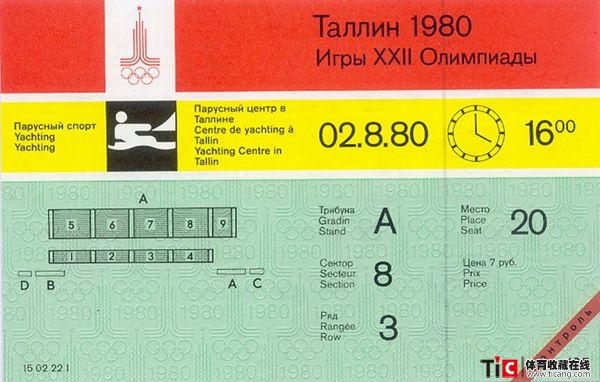 Таллин 1980
Игры XXII Олимпиады
Парусный спорт
Yachting
Yachting
Парусный центр в
Таллине
Centre de yachting à
Tallin
Yachting Centre in
Tallin
02.8.80
16⁰⁰
A
5 6 7 8 9
1 2 3 4
D B A C
Трибуна
Gradin
Stand
A
Место
Place
Seat
20
Сектор
Secteur
Section
8
Цена 7 руб.
Prix
Price
Ряд
Rangée
Row
3
15 02 22 I
TiC 体育收藏在线
www.ticang.com